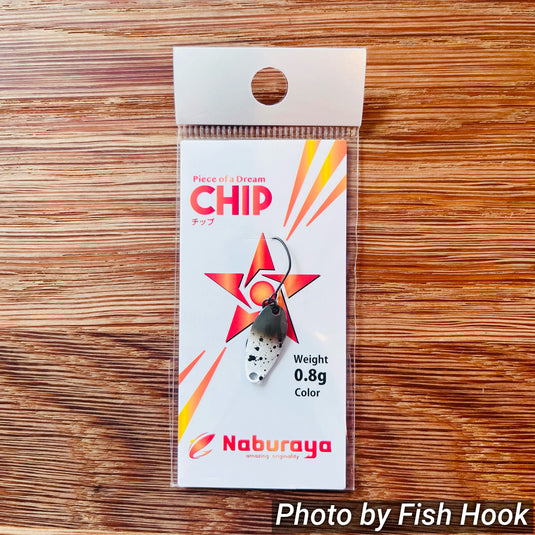 Piece of a Dream
CHIP
チップ
Weight
0.8g
Color
Naburaya
amazing originality
Photo by Fish Hook